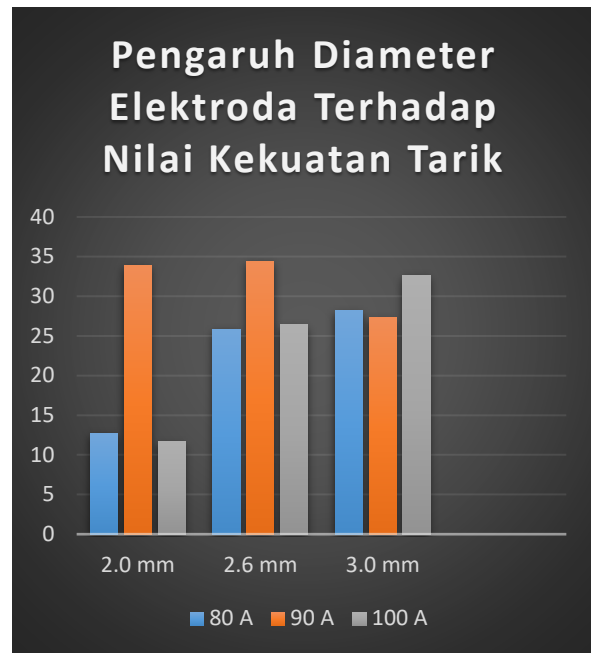 Pengaruh Diameter
Elektroda Terhadap
Nilai Kekuatan Tarik
40
35
30
25
20
15
10
5
0
2.0 mm 2.6 mm 3.0 mm
80 A 90 A 100 A